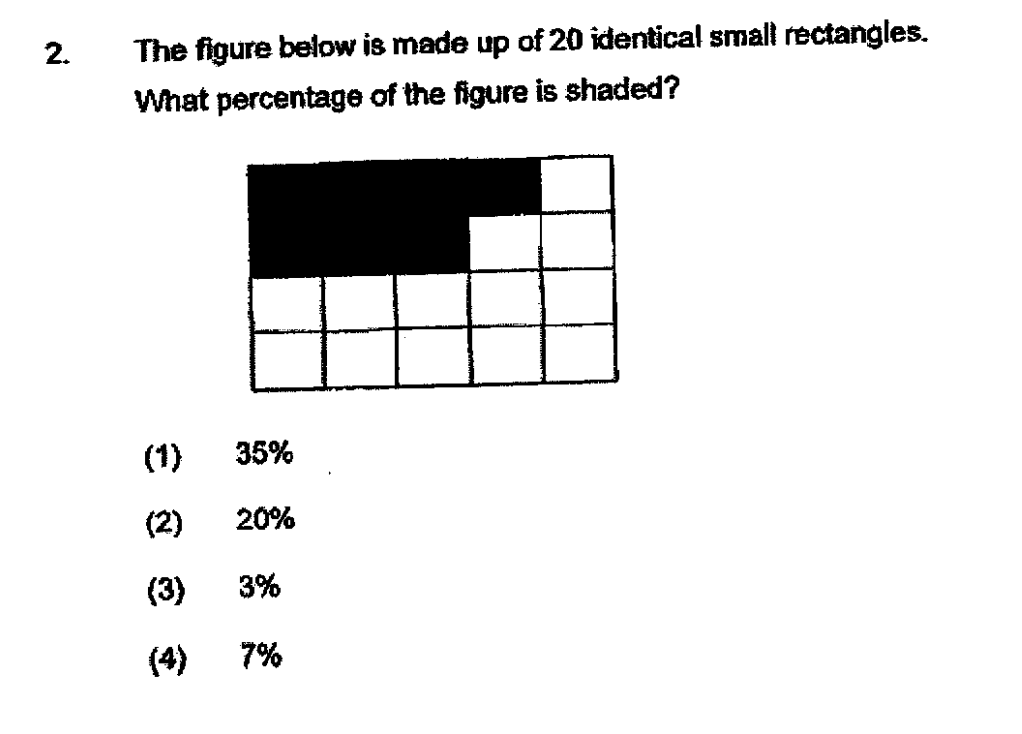 2. The figure below is made up of 20 identical small rectangles.
What percentage of the figure is shaded?
(1) 35%
(2) 20%
(3) 3%
(4) 7%